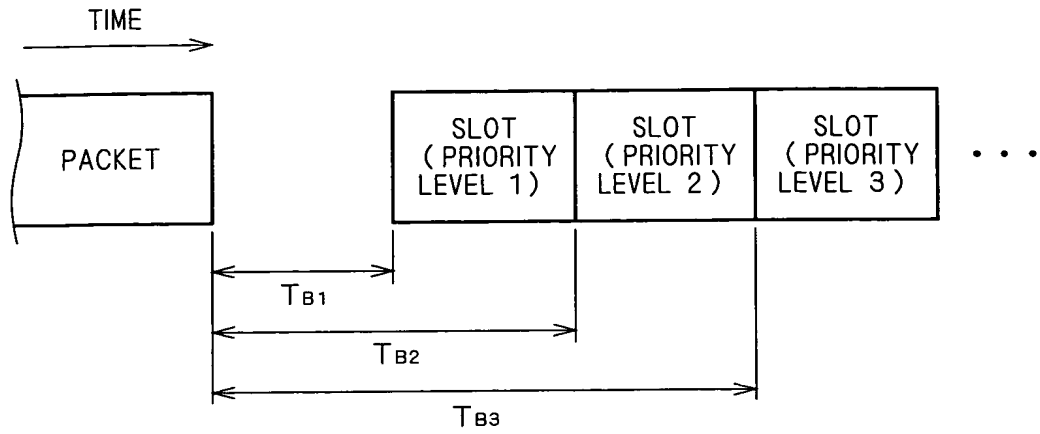 TIME
PACKET
SLOT
(PRIORITY
LEVEL 1)
SLOT
(PRIORITY
LEVEL 2)
SLOT
(PRIORITY
LEVEL 3)
• • •
TB1
TB2
TB3